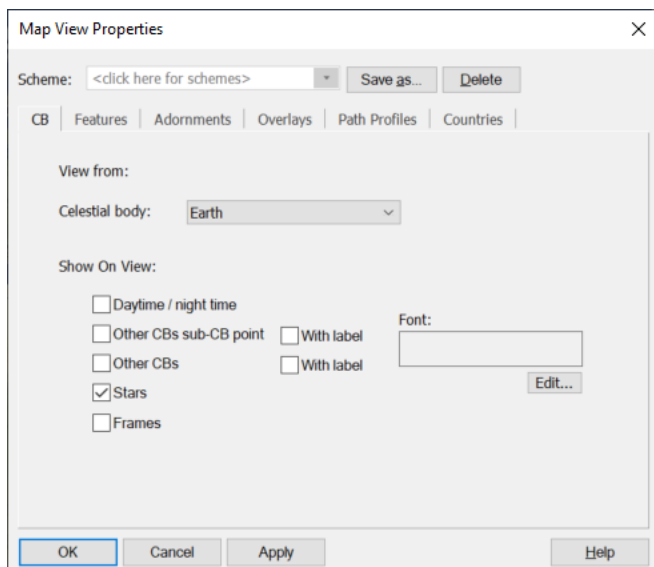 Map View Properties
Scheme: <click here for schemes> Save as... Delete
CB Features Adornments Overlays Path Profiles Countries
View from:
Celestial body: Earth
Show On View:
Daytime / night time
Other CBs sub-CB point With label Font:
Other CBs With label
Stars Edit...
Frames
OK Cancel Apply Help